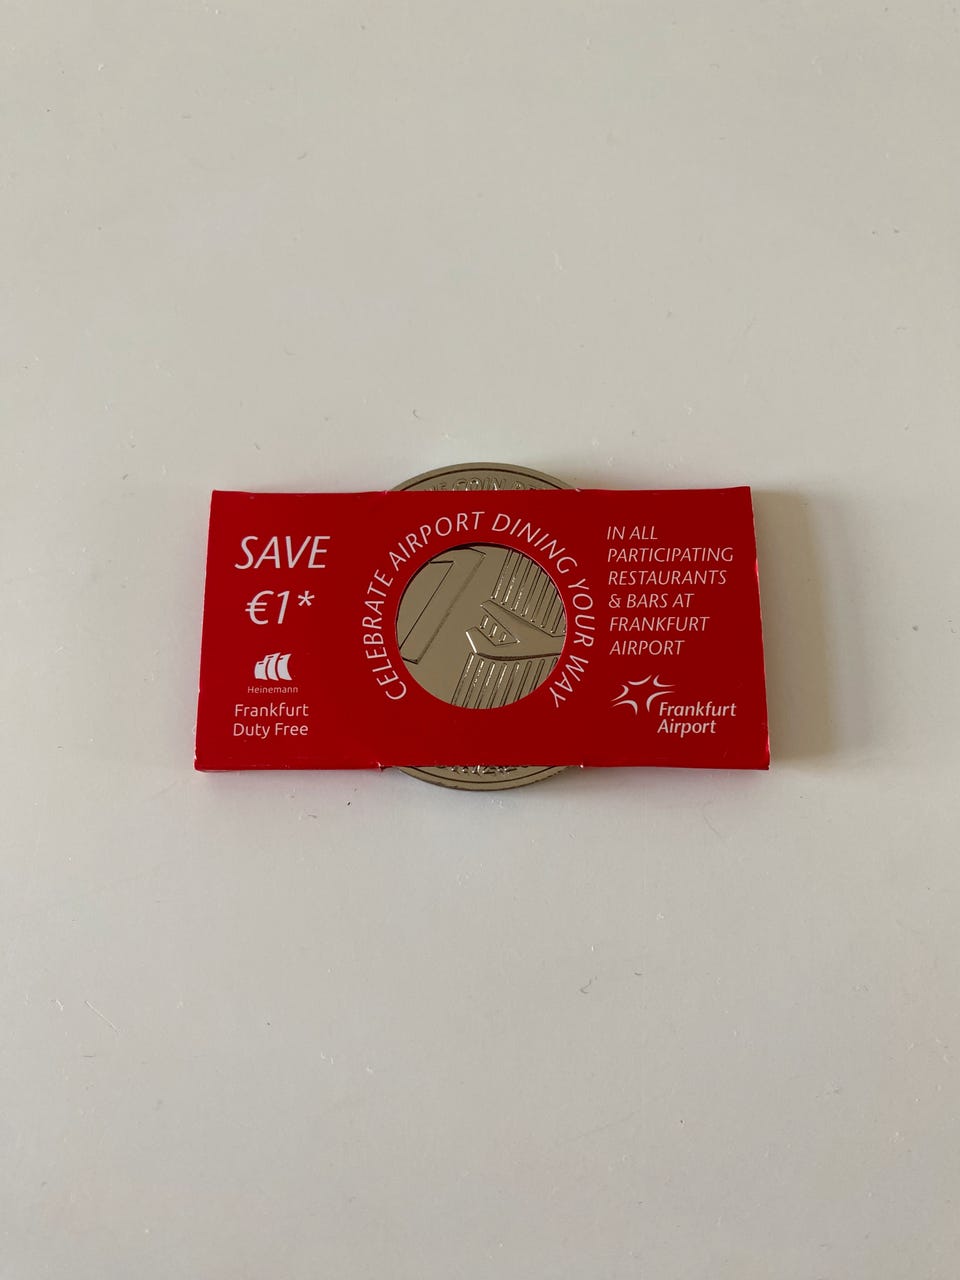 SAVE
€1*
Heinemann
Frankfurt
Duty Free
CELEBRATE AIRPORT DINING YOUR WAY
IN ALL
PARTICIPATING
RESTAURANTS
& BARS AT
FRANKFURT
AIRPORT
Frankfurt
Airport
COIN